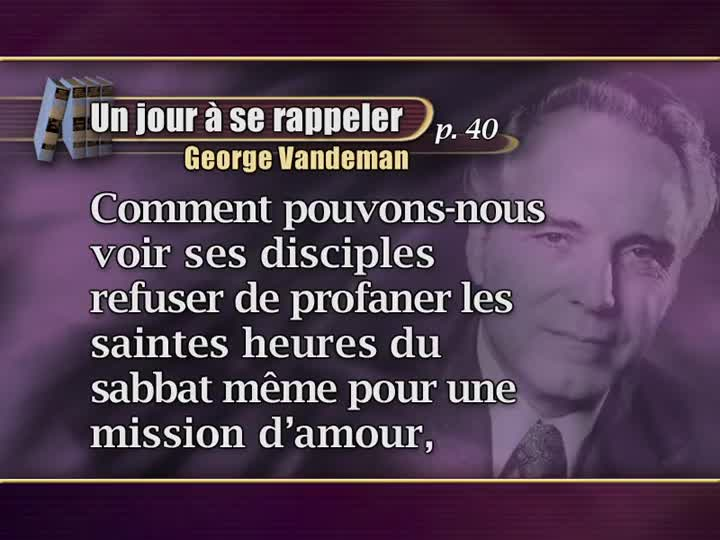 Un jour à se rappeler p. 40
George Vandeman
Comment pouvons-nous
voir ses disciples
refuser de profaner les
saintes heures du
sabbat même pour une
mission d'amour,